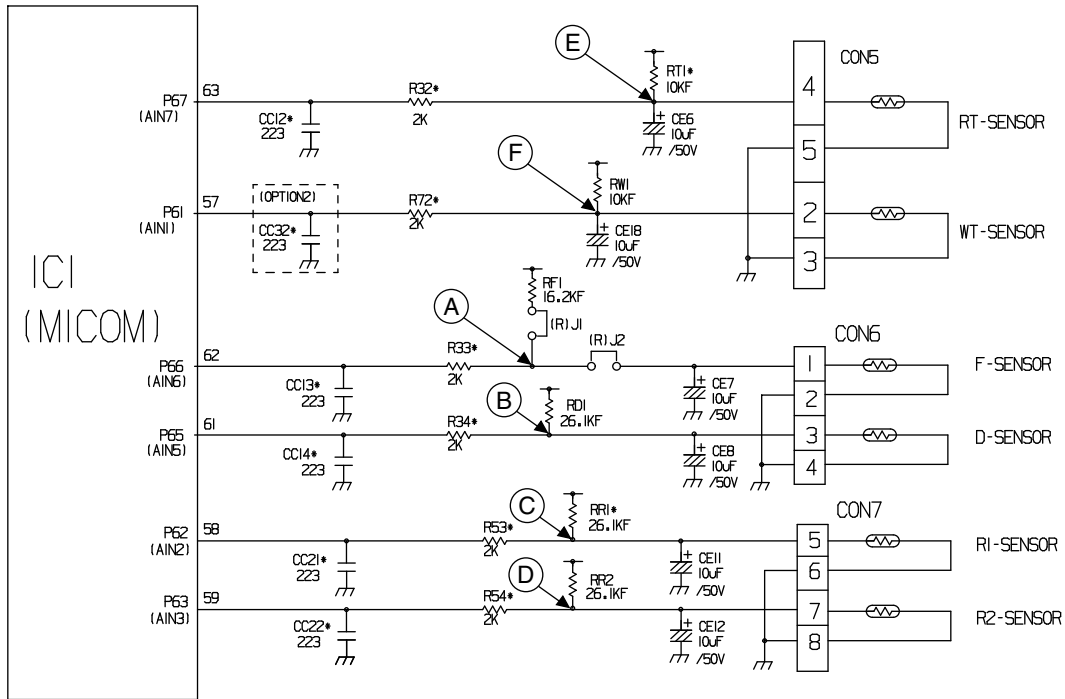 E
CON5
RT1*
10KF
P67
(AIN7)
63
R32*
2K
CC12*
223
CE6
10uF
/50V
4
5
RT-SENSOR
F
RW1
10KF
P61
(AIN1)
57
(OPTION2)
R72*
2K
CC32*
223
CE18
10uF
/50V
2
3
WT-SENSOR
IC1
(MICOM)
RF1
16.2KF
A
(R)J1
(R)J2
CON6
P66
(AIN6)
62
R33*
2K
CC13*
223
CE7
10uF
/50V
1
2
F-SENSOR
B
RD1
26.1KF
P65
(AIN5)
61
R34*
2K
CC14*
223
CE8
10uF
/50V
3
4
D-SENSOR
CON7
C
RR1*
26.1KF
P62
(AIN2)
58
R53*
2K
CC21*
223
CE11
10uF
/50V
5
6
R1-SENSOR
D
RR2
26.1KF
P63
(AIN3)
59
R54*
2K
CC22*
223
CE12
10uF
/50V
7
8
R2-SENSOR